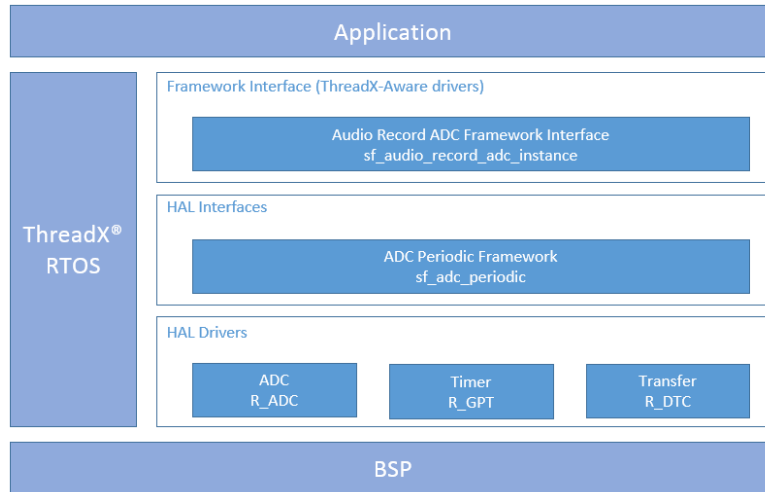 Application
ThreadX®
RTOS
Framework Interface (ThreadX-Aware drivers)
Audio Record ADC Framework Interface
sf_audio_record_adc_instance
HAL Interfaces
ADC Periodic Framework
sf_adc_periodic
HAL Drivers
ADC
R_ADC
Timer
R_GPT
Transfer
R_DTC
BSP